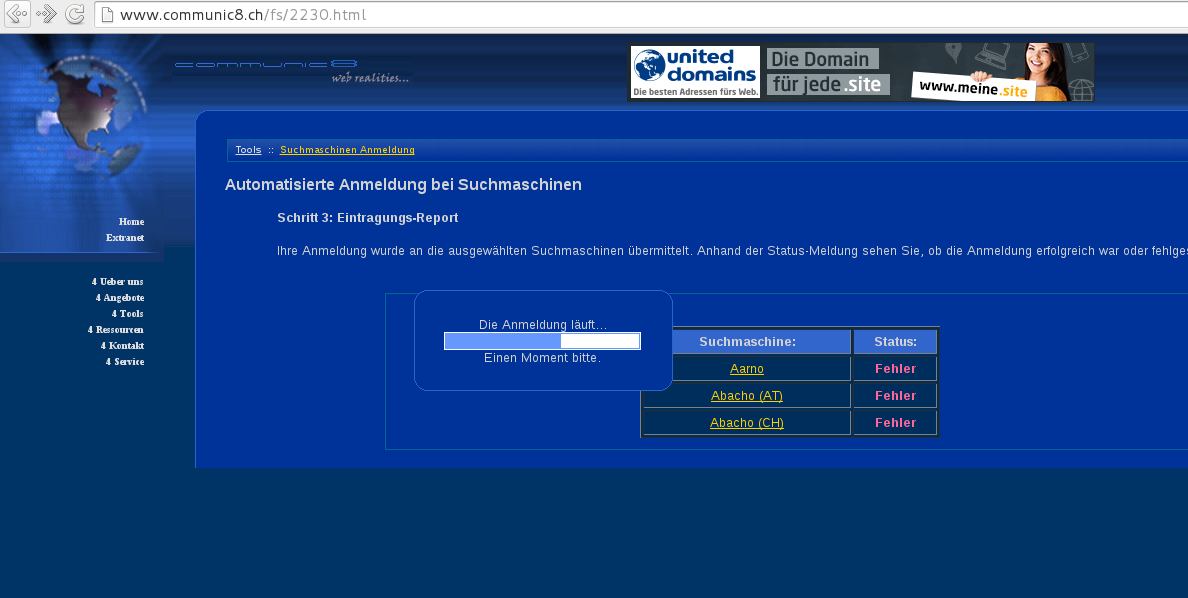 www.communic8.ch/fs/2230.html
communic8
web realities...
united domains
Die besten Adressen fürs Web.
Die Domain
für jede .site
www.meine.site
Tools :: Suchmaschinen Anmeldung
Automatisierte Anmeldung bei Suchmaschinen
Schritt 3: Eintragungs-Report
Ihre Anmeldung wurde an die ausgewählten Suchmaschinen übermittelt. Anhand der Status-Meldung sehen Sie, ob die Anmeldung erfolgreich war oder fehlges
Home
Extranet
4 Ueber uns
4 Angebote
4 Tools
4 Ressourcen
4 Kontakt
4 Service
Die Anmeldung läuft...
Einen Moment bitte.
Suchmaschine: Status:
Aarno Fehler
Abacho (AT) Fehler
Abacho (CH) Fehler